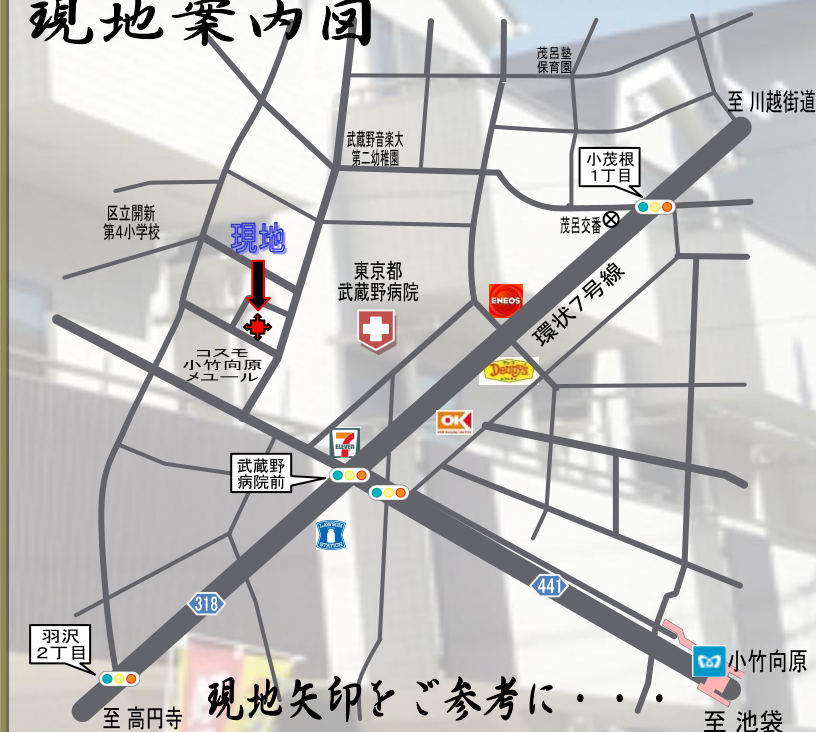 現地案内図
茂呂塾
保育園
至 川越街道
武蔵野音楽大
第二幼稚園
小茂根
1丁目
区立開新
第4小学校
茂呂交番
現地
東京都
武蔵野病院
ENEOS
環状7号線
コスモ
小竹向原
メユール
Denny's
OK
7
ELEVEN
武蔵野
病院前
LAWSON
STATION
441
318
羽沢
2丁目
小竹向原
現地矢印をご参考に・・・
至 高円寺
至 池袋